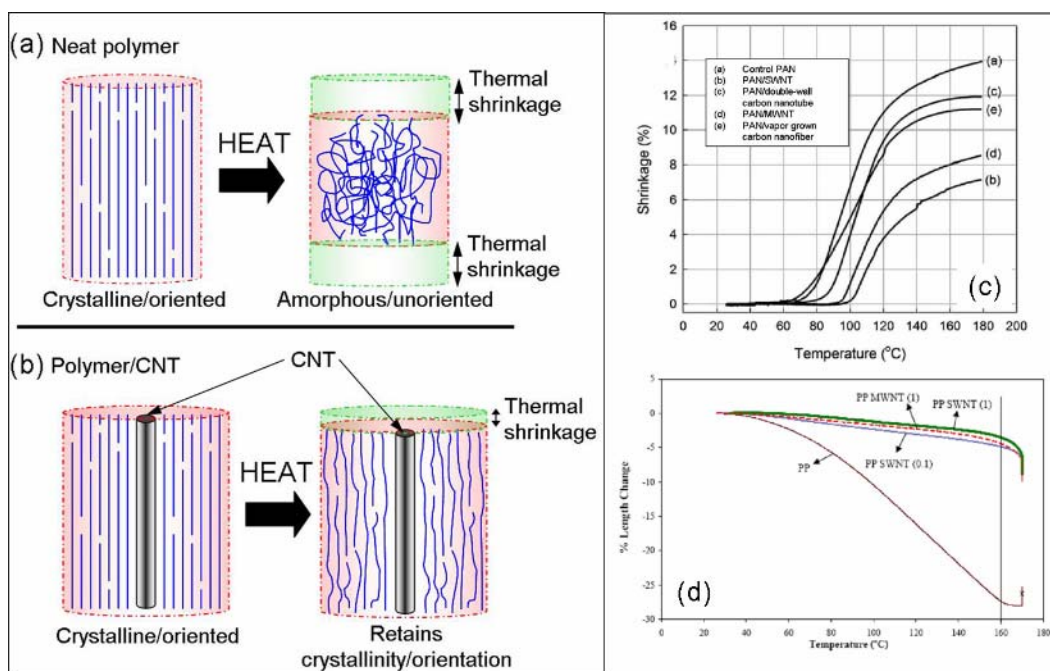 (a) Neat polymer
HEAT
Thermal
shrinkage
Thermal
shrinkage
Crystalline/oriented
Amorphous/unoriented
(b) Polymer/CNT
CNT
HEAT
Thermal
shrinkage
Crystalline/oriented
Retains
crystallinity/orientation
16
14
12
10
8
6
4
2
0
Shrinkage (%)
(a) Control PAN
(b) PAN/SWNT
(c) PAN/double-wall
carbon nanotube
(d) PAN/MWNT
(e) PAN/vapor grown
carbon nanofiber
(a)
(c)
(e)
(d)
(b)
(c)
0 20 40 60 80 100 120 140 160 180 200
Temperature (°C)
5
0
-5
-10
-15
-20
-25
-30
% Length Change
PP MWNT (1)
PP SWNT (1)
PP SWNT (0.1)
PP
(d)
0 20 40 60 80 100 120 140 160 180
Temperature (°C)